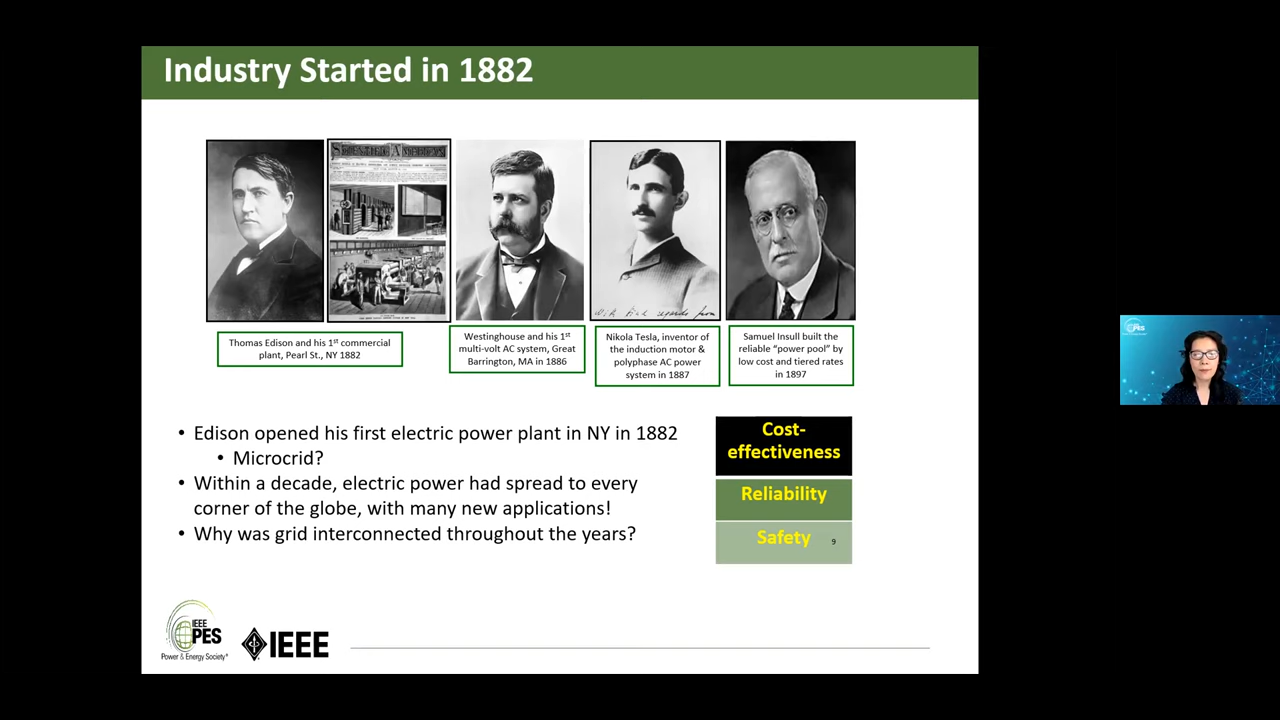 Industry Started in 1882
SCIENTIFIC AMERICAN
Thomas Edison and his 1st commercial
plant, Pearl St., NY 1882
Westinghouse and his 1st
multi-volt AC system, Great
Barrington, MA in 1886
Nikola Tesla, inventor of
the induction motor &
polyphase AC power
system in 1887
Samuel Insull built the
reliable “power pool” by
low cost and tiered rates
in 1897
• Edison opened his first electric power plant in NY in 1882
• Microcrid?
• Within a decade, electric power had spread to every
corner of the globe, with many new applications!
• Why was grid interconnected throughout the years?
Cost-
effectiveness
Reliability
Safety
9
IEEE
PES
Power & Energy Society®
IEEE
PES